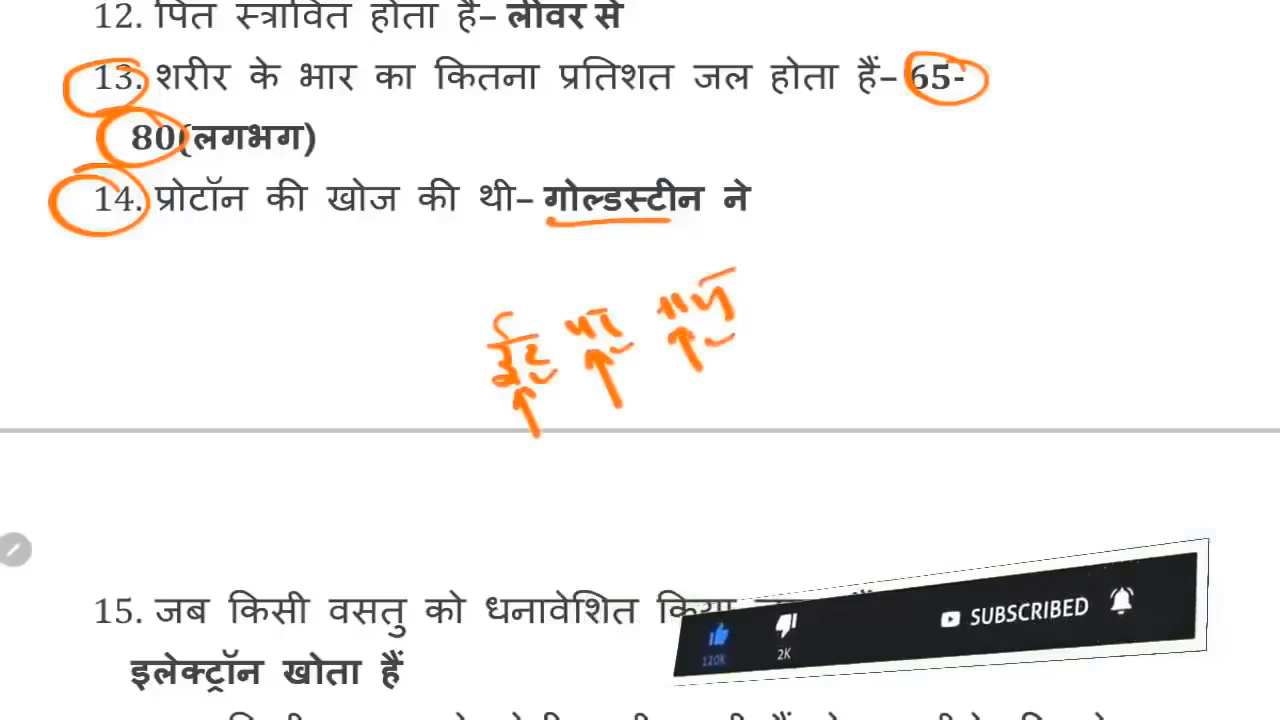 12. पित स्त्रावित होता है– लीवर से
13. शरीर के भार का कितना प्रतिशत जल होता हैं– 65-
80(लगभग)
14. प्रोटॉन की खोज की थी– गोल्डस्टीन ने
15. जब किसी वसतु को धनावेशित किया
इलेक्ट्रॉन खोता हैं
120K
2K
SUBSCRIBED